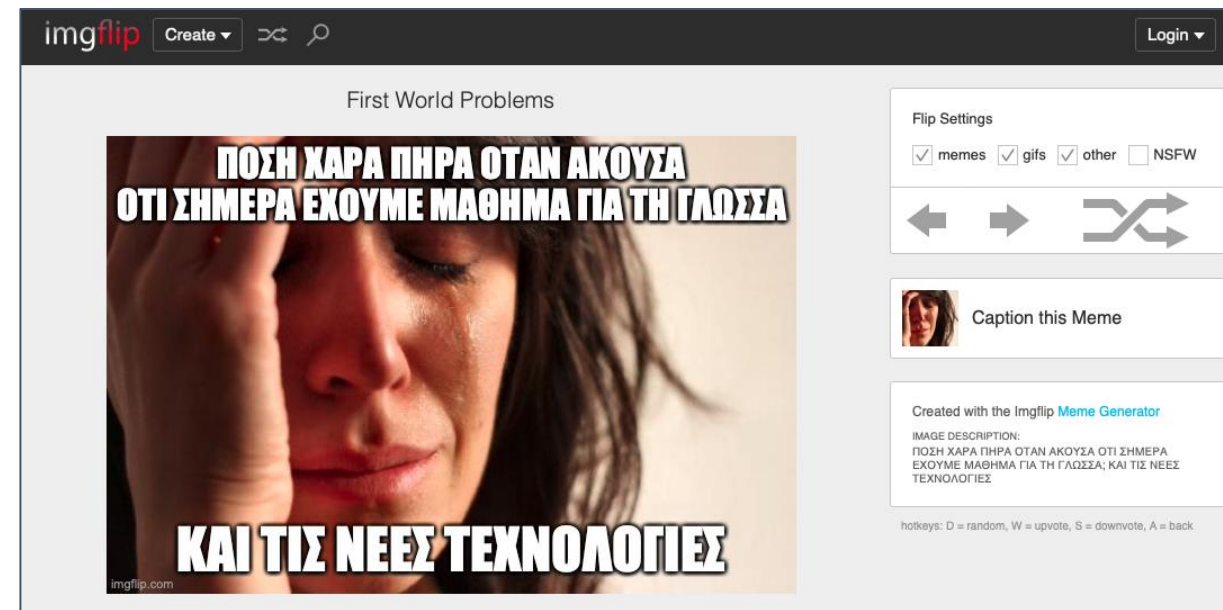 imgflip Create Login
First World Problems
ΠΟΣΗ ΧΑΡΑ ΠΗΡΑ ΟΤΑΝ ΑΚΟΥΣΑ
ΟΤΙ ΣΗΜΕΡΑ ΕΧΟΥΜΕ ΜΑΘΗΜΑ ΓΙΑ ΤΗ ΓΛΩΣΣΑ
ΚΑΙ ΤΙΣ ΝΕΕΣ ΤΕΧΝΟΛΟΓΙΕΣ
imgflip.com
Flip Settings
memes gifs other NSFW
Caption this Meme
Created with the Imgflip Meme Generator
IMAGE DESCRIPTION:
ΠΟΣΗ ΧΑΡΑ ΠΗΡΑ ΟΤΑΝ ΑΚΟΥΣΑ ΟΤΙ ΣΗΜΕΡΑ
ΕΧΟΥΜΕ ΜΑΘΗΜΑ ΓΙΑ ΤΗ ΓΛΩΣΣΑ; ΚΑΙ ΤΙΣ ΝΕΕΣ
ΤΕΧΝΟΛΟΓΙΕΣ
hotkeys: D = random, W = upvote, S = downvote, A = back